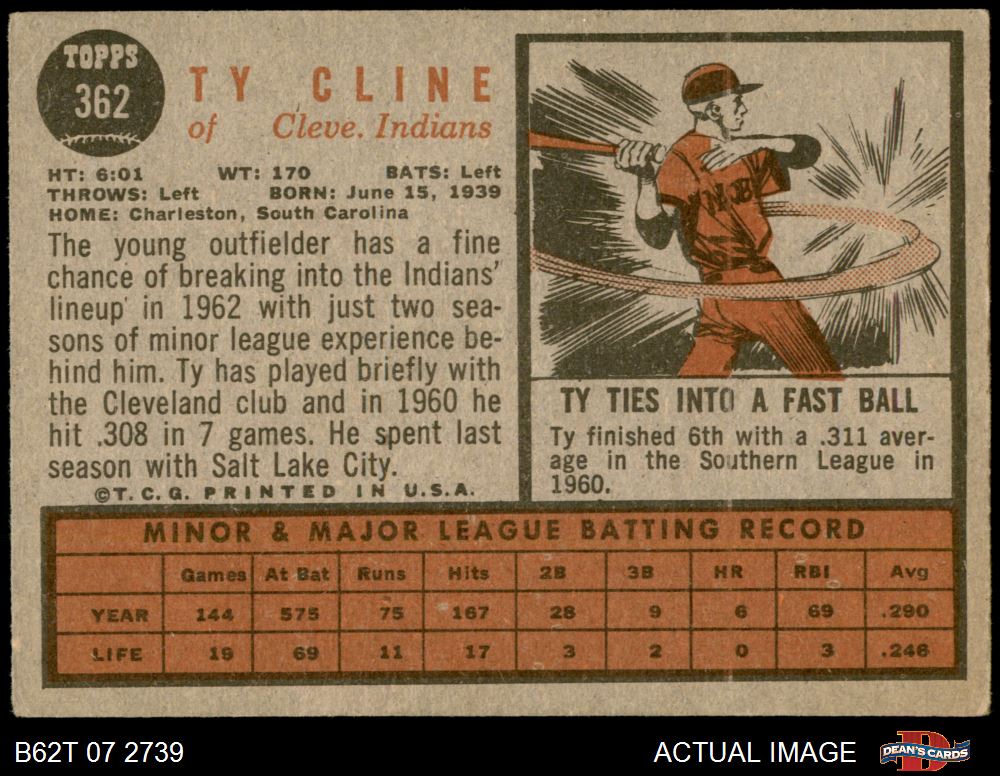 TOPPS
362
TY CLINE
of Cleve. Indians
HT: 6:01 WT: 170 BATS: Left
THROWS: Left BORN: June 15, 1939
HOME: Charleston, South Carolina
The young outfielder has a fine
chance of breaking into the Indians'
lineup in 1962 with just two sea-
sons of minor league experience be-
hind him. Ty has played briefly with
the Cleveland club and in 1960 he
hit .308 in 7 games. He spent last
season with Salt Lake City.
©T.C.G. PRINTED IN U.S.A.
TY TIES INTO A FAST BALL
Ty finished 6th with a .311 aver-
age in the Southern League in
1960.
MINOR & MAJOR LEAGUE BATTING RECORD
Games At Bat Runs Hits 2B 3B HR RBI Avg
YEAR 144 575 75 167 28 9 6 69 .290
LIFE 19 69 11 17 3 2 0 3 .246
B62T 07 2739
ACTUAL IMAGE
DEAN'S CARDS